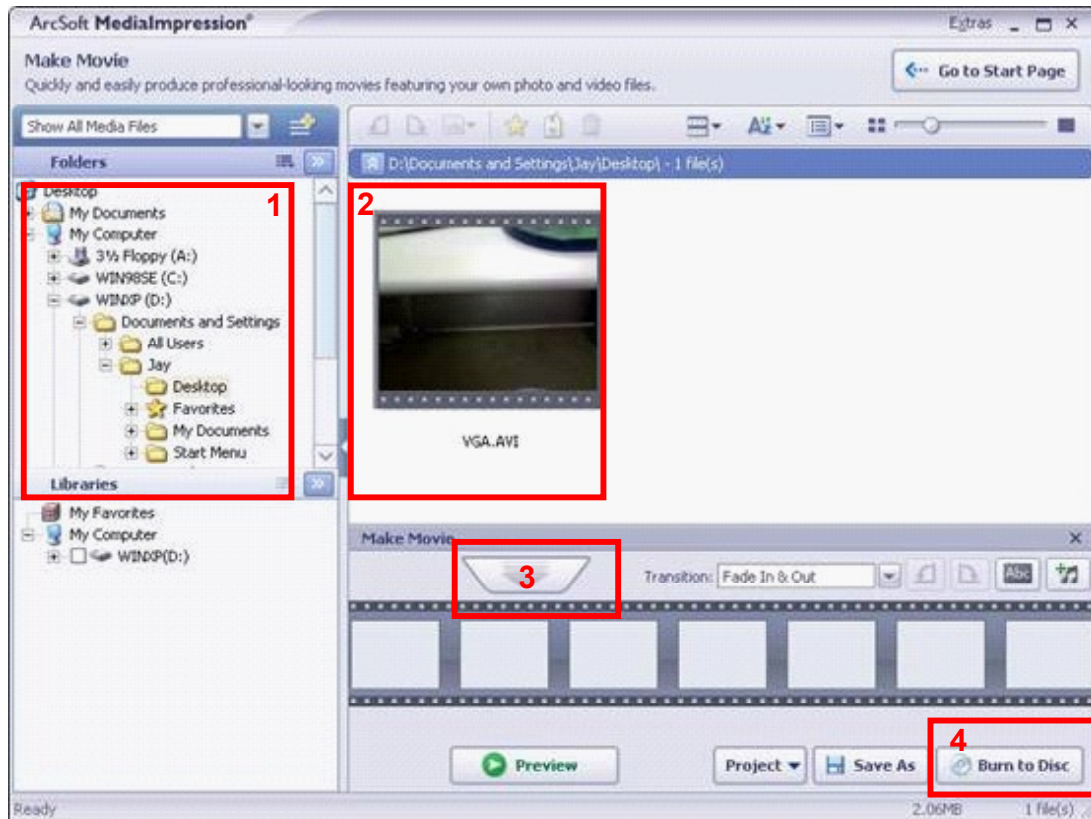 ArcSoft MediaImpression®
Extras
Make Movie
Quickly and easily produce professional-looking movies featuring your own photo and video files.
Go to Start Page
Show All Media Files
Folders
D:\Documents and Settings\Jay\Desktop\ - 1 file(s)
Desktop
1
2
My Documents
My Computer
3½ Floppy (A:)
WIN98SE (C:)
WINXP (D:)
Documents and Settings
All Users
Jay
Desktop
Favorites
My Documents
Start Menu
VGA.AVI
Libraries
My Favorites
My Computer
WINXP(D:)
Make Movie
3
Transition: Fade In & Out
Abc
4
Preview
Project
Save As
Burn to Disc
Ready
2.06MB
1 file(s)